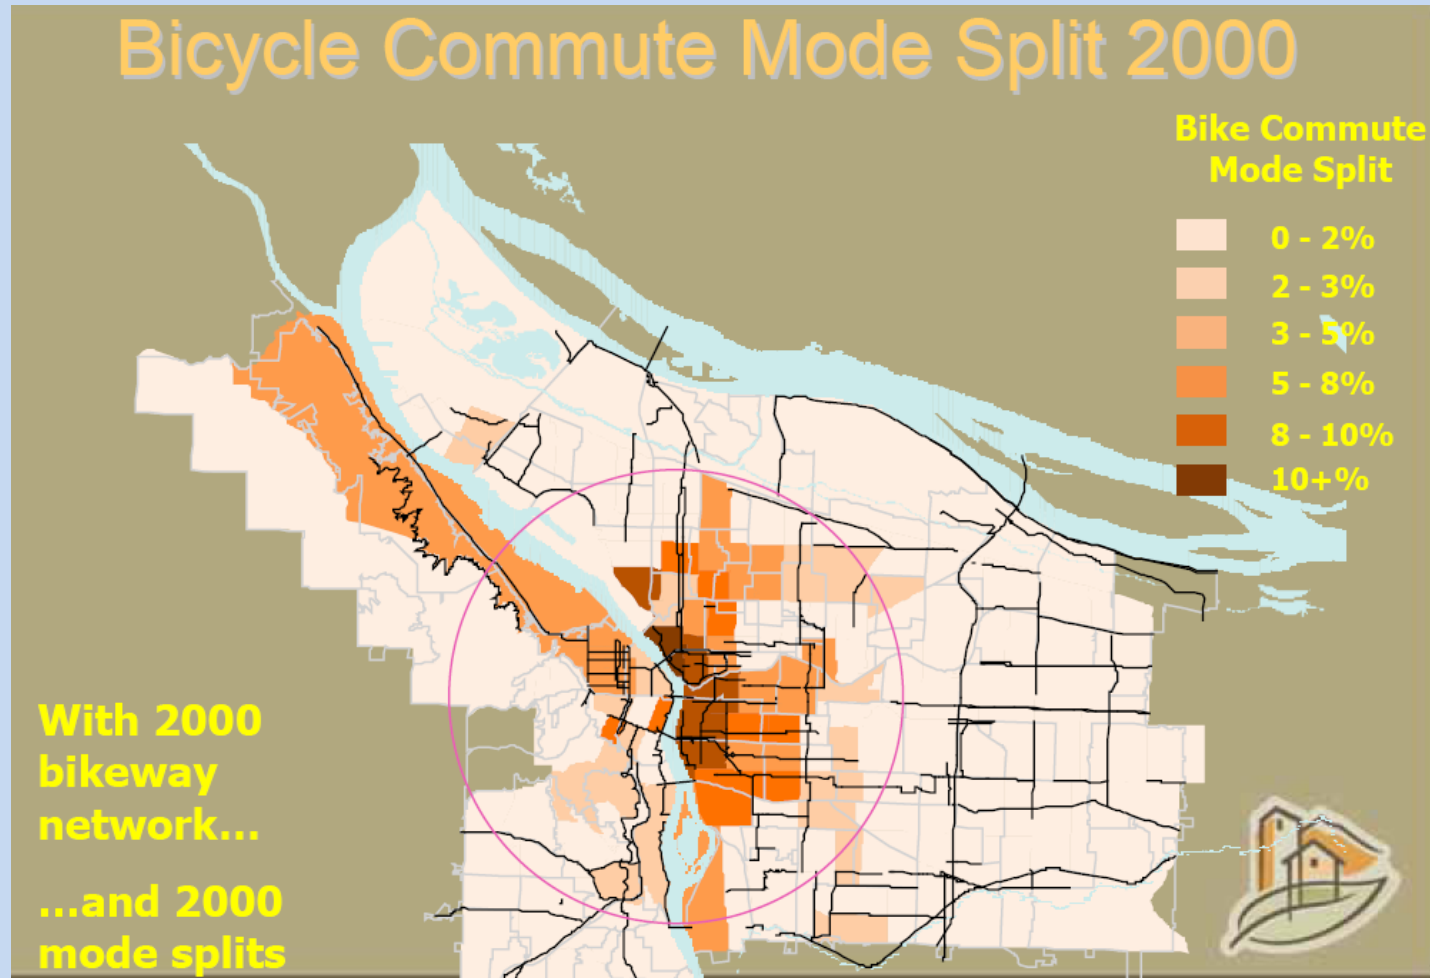 Bicycle Commute Mode Split 2000
Bike Commute
Mode Split
0 - 2%
2 - 3%
3 - 5%
5 - 8%
8 - 10%
10+%
With 2000
bikeway
network...
...and 2000
mode splits